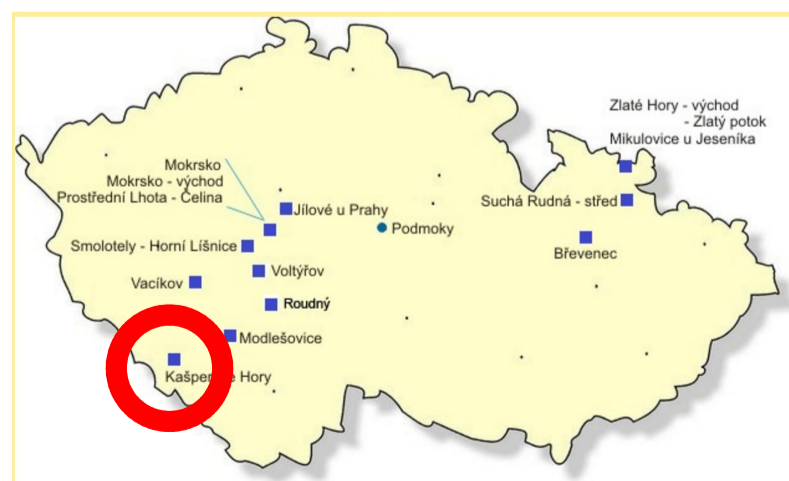 Zlaté Hory - východ
- Zlatý potok
Mikulovice u Jeseníka
Mokrsko
Mokrsko - východ
Prostřední Lhota - Čelina
Suchá Rudná - střed
Jílové u Prahy
Podmoky
Smolotely - Horní Líšnice
Břevenec
Voltýřov
Vacíkov
Roudný
Modlešovice
Hory